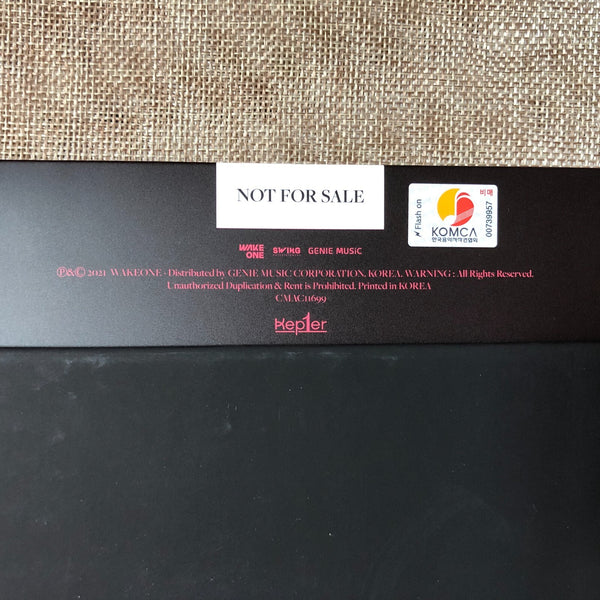 NOT FOR SALE
Flash on
KOMCA
한국음악저작권협회
비매
00739957
WAKE
ONE
SWING
GENIE MUSIC
Ⓟ&Ⓒ 2021 WAKEONE · Distributed by GENIE MUSIC CORPORATION. KOREA. WARNING : All Rights Reserved.
Unauthorized Duplication & Rent is Prohibited. Printed in KOREA
CMAC11699
Kep1er